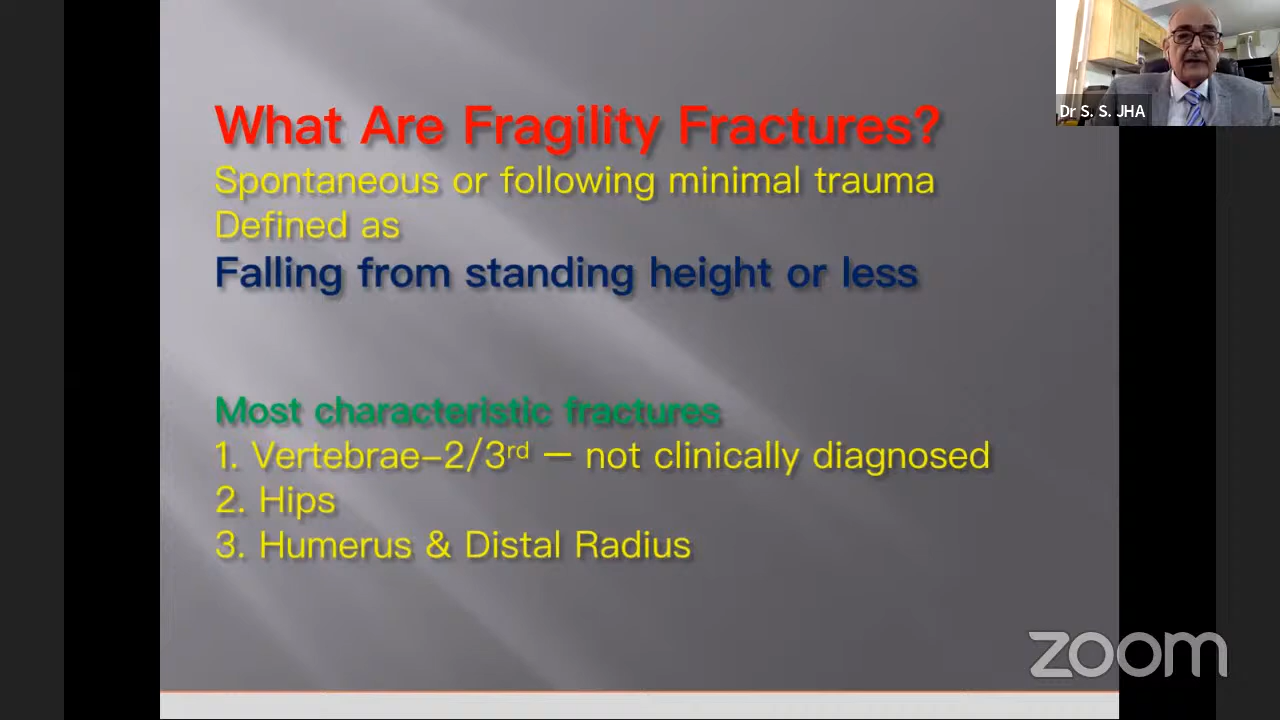 What Are Fragility Fractures?
Spontaneous or following minimal trauma
Defined as
Falling from standing height or less
Most characteristic fractures
1. Vertebrae–2/3rd — not clinically diagnosed
2. Hips
3. Humerus & Distal Radius
Dr S. S. JHA
zoom